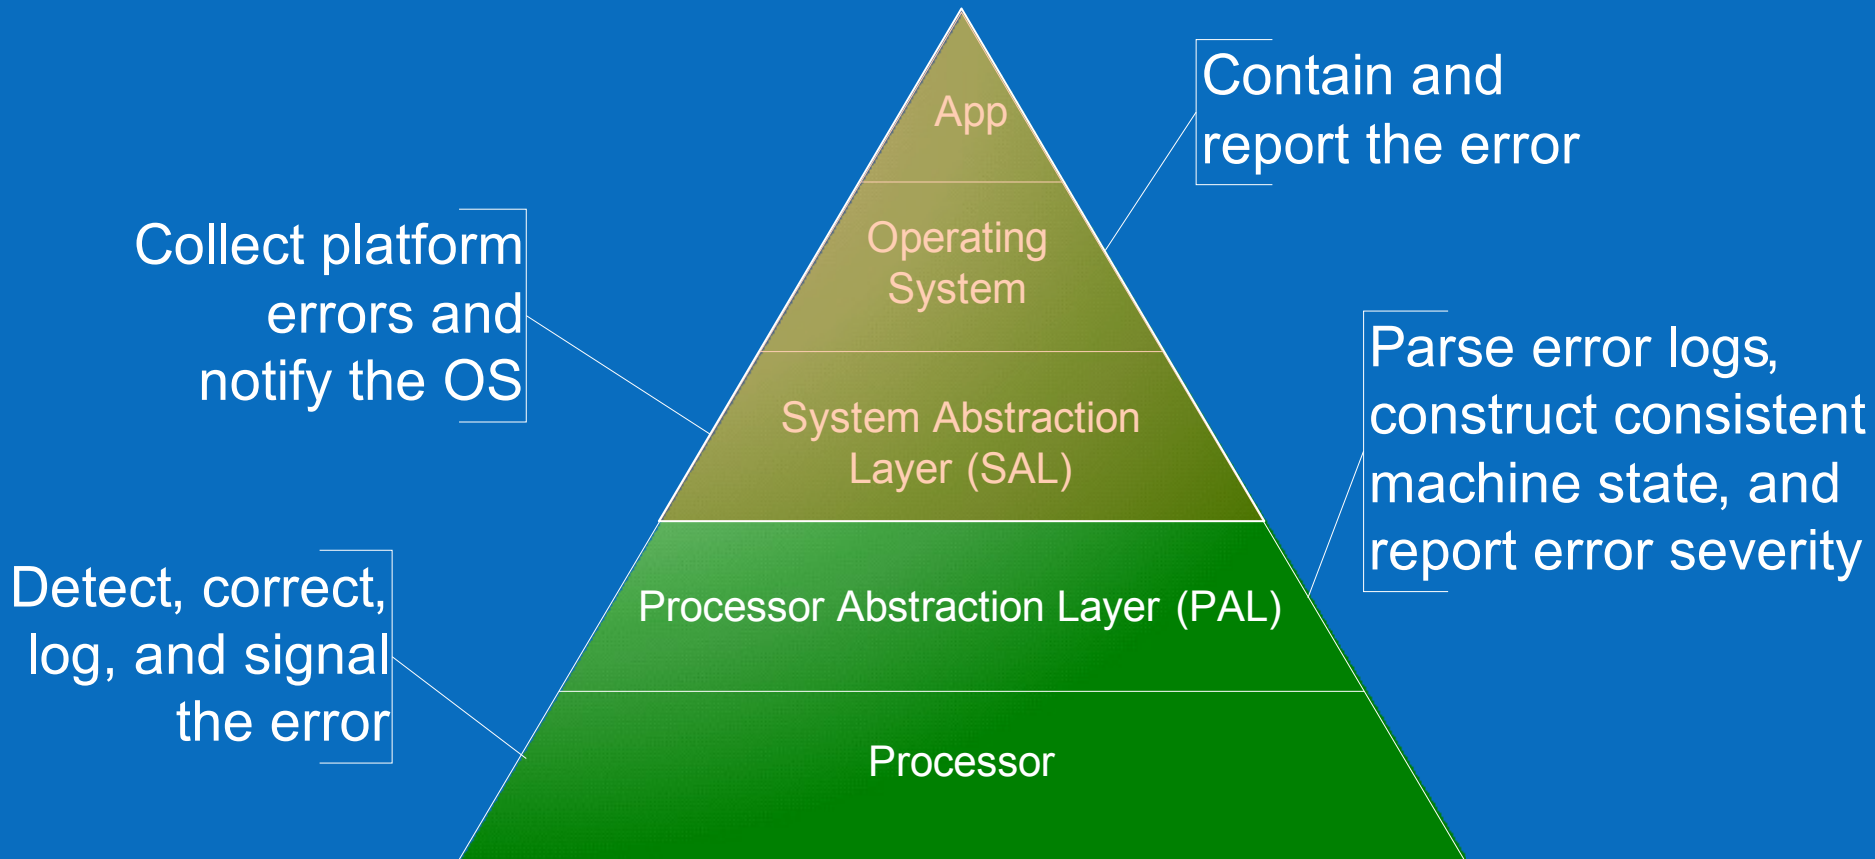 App
Contain and
report the error
Operating
System
Collect platform
errors and
notify the OS
System Abstraction
Layer (SAL)
Parse error logs,
construct consistent
machine state, and
report error severity
Processor Abstraction Layer (PAL)
Detect, correct,
log, and signal
the error
Processor